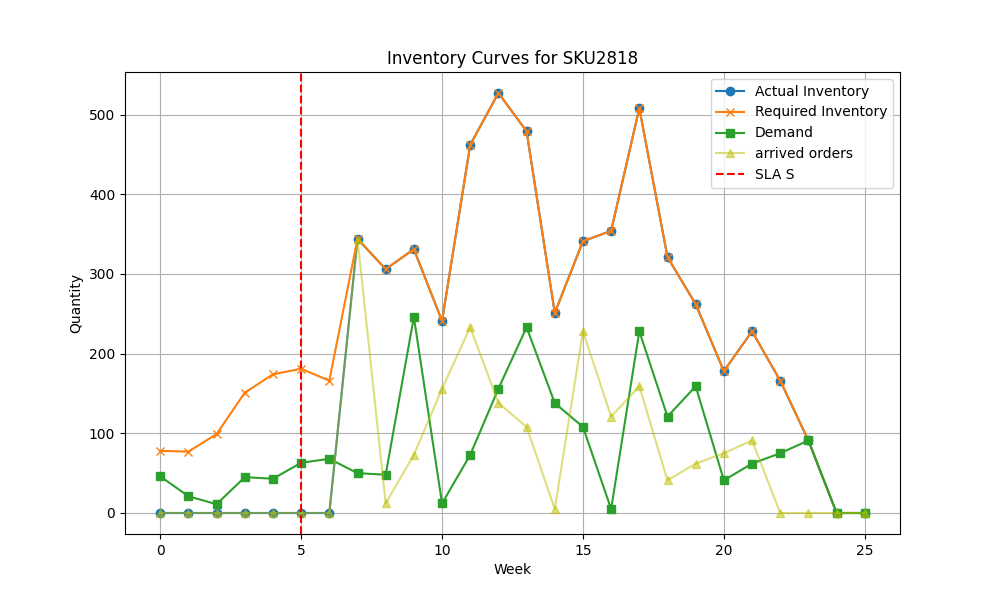 Inventory Curves for SKU2818
Actual Inventory
Required Inventory
Demand
arrived orders
SLA S
Quantity
500
400
300
200
100
0
0 5 10 15 20 25
Week